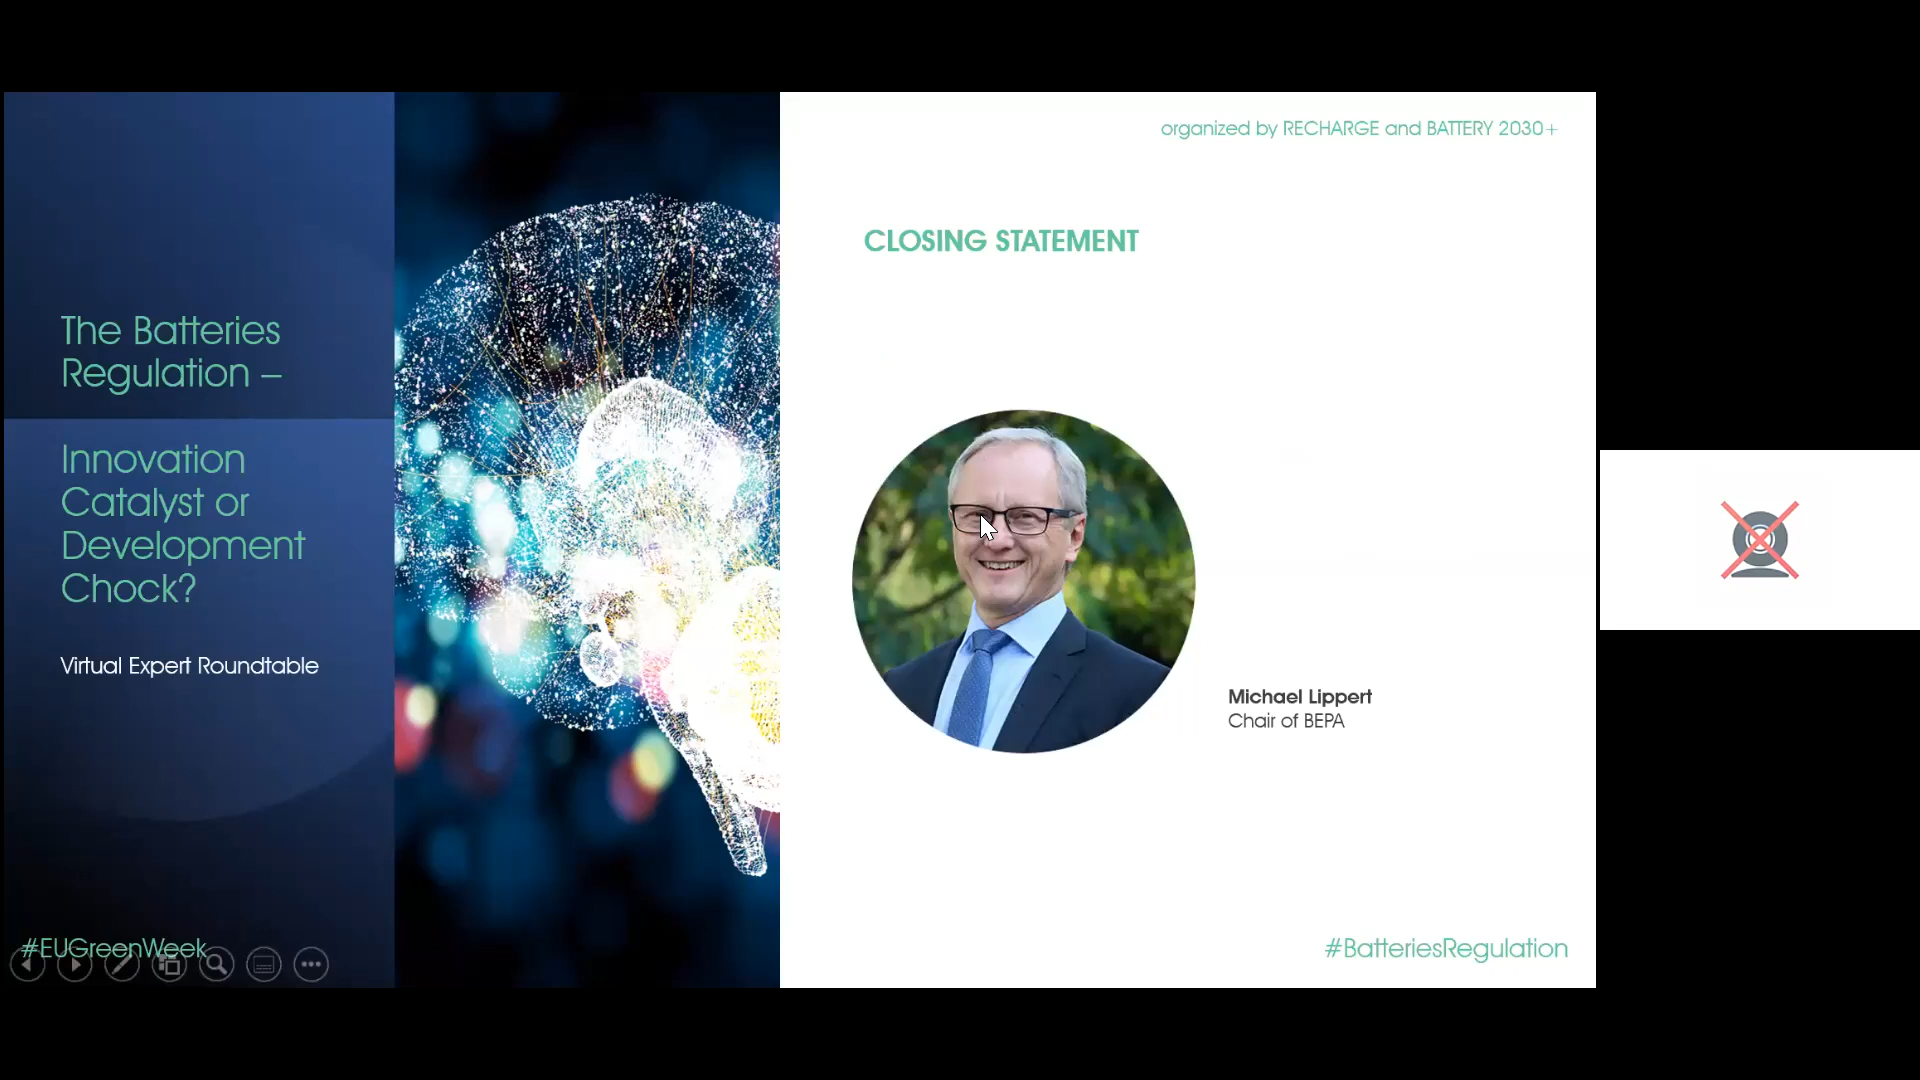 The Batteries
Regulation –
Innovation
Catalyst or
Development
Chock?
Virtual Expert Roundtable
#EUGreenWeek
organized by RECHARGE and BATTERY 2030+
CLOSING STATEMENT
Michael Lippert
Chair of BEPA
#BatteriesRegulation